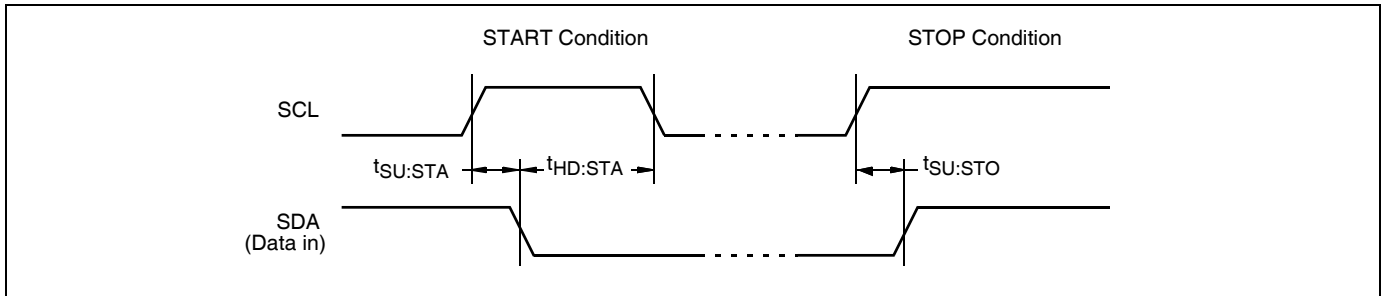 START Condition
STOP Condition
SCL
tSU:STA
tHD:STA
tSU:STO
SDA
(Data in)